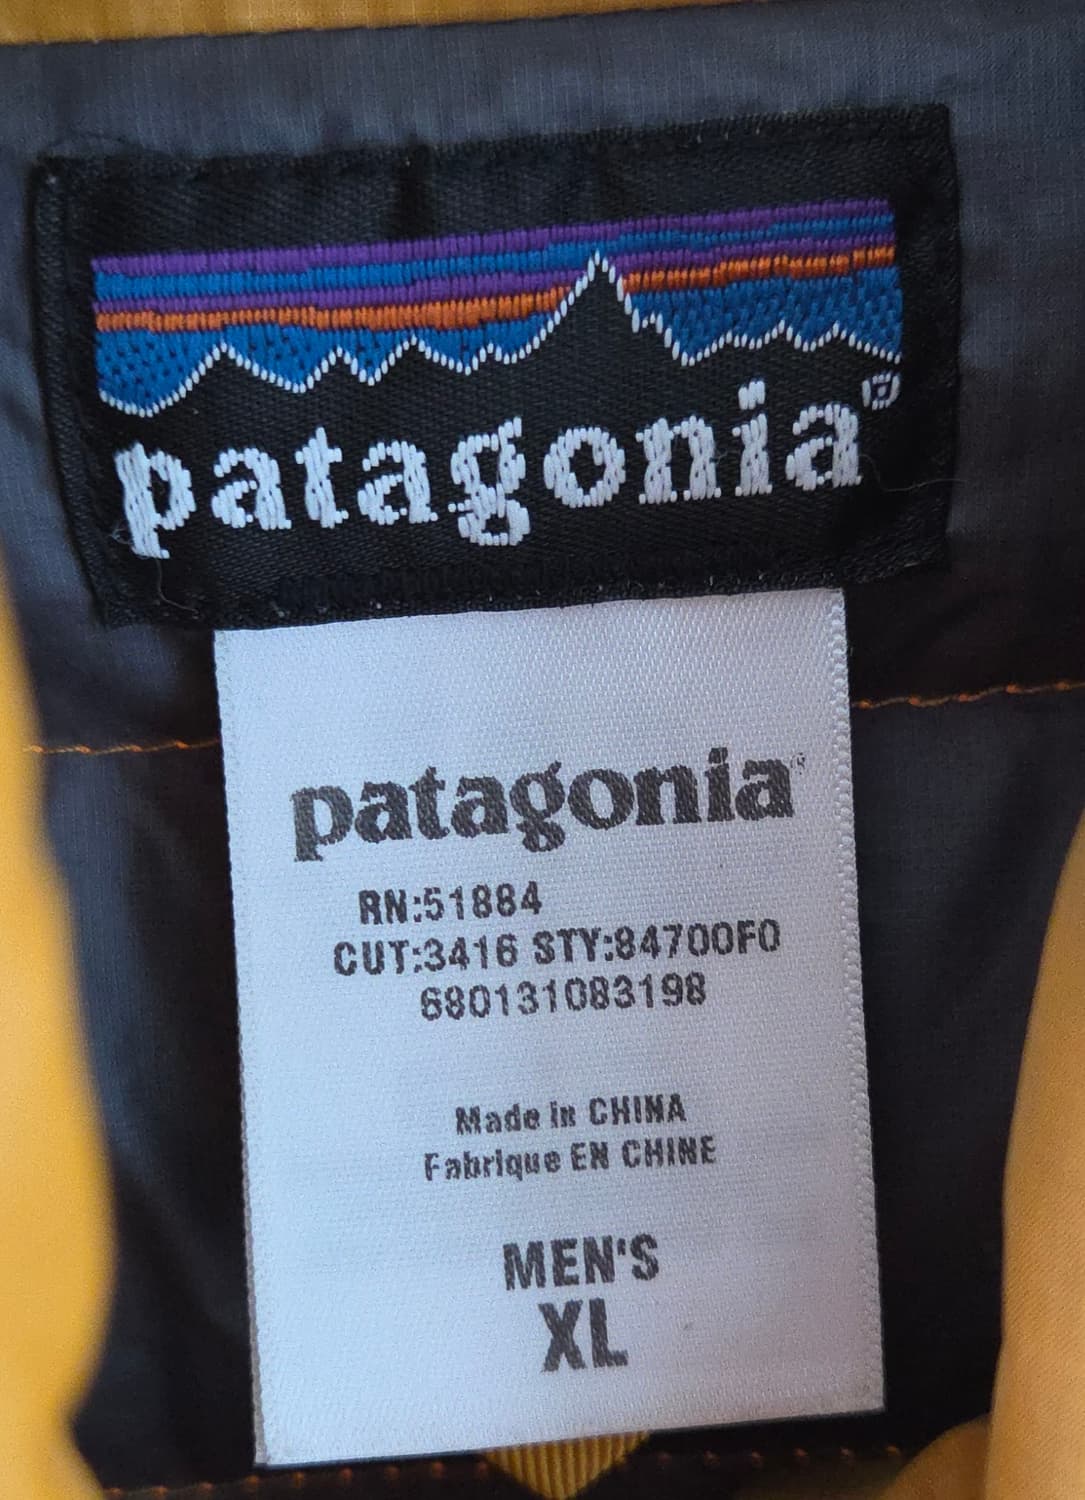 patagonia®
patagonia®
RN:51884
CUT:3416 STY:84700F0
680131083198
Made in CHINA
Fabrique EN CHINE
MEN'S
XL